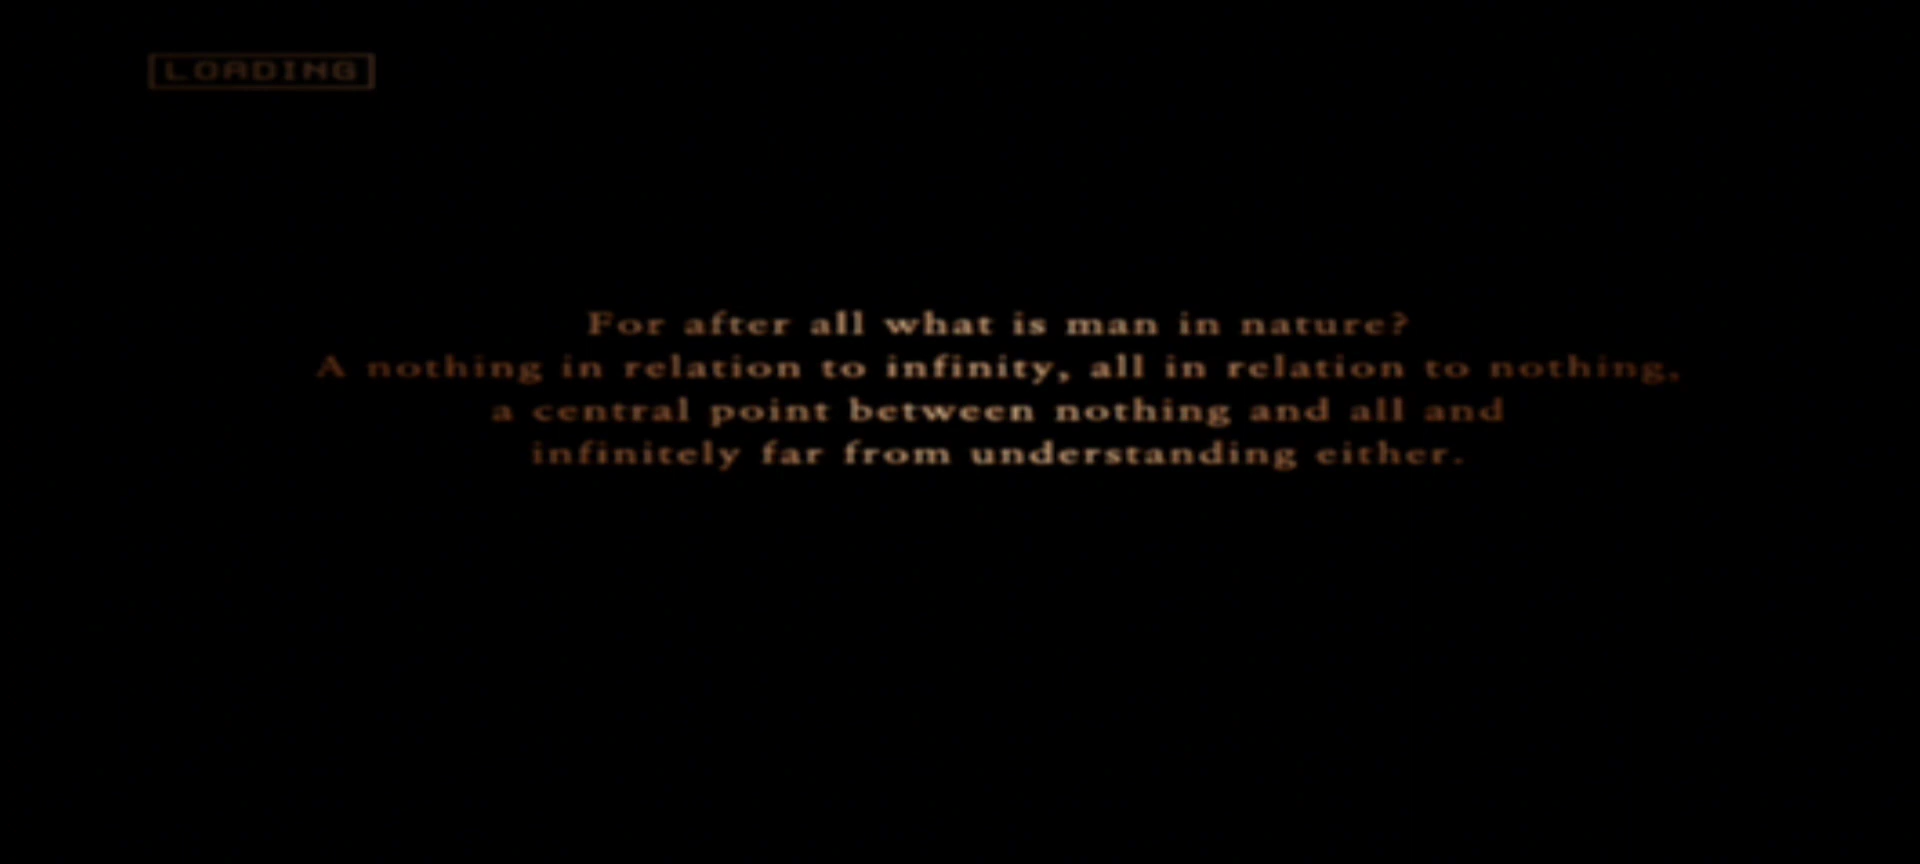 LOADING
For after all what is man in nature?
A nothing in relation to infinity, all in relation to nothing,
a central point between nothing and all and
infinitely far from understanding either.